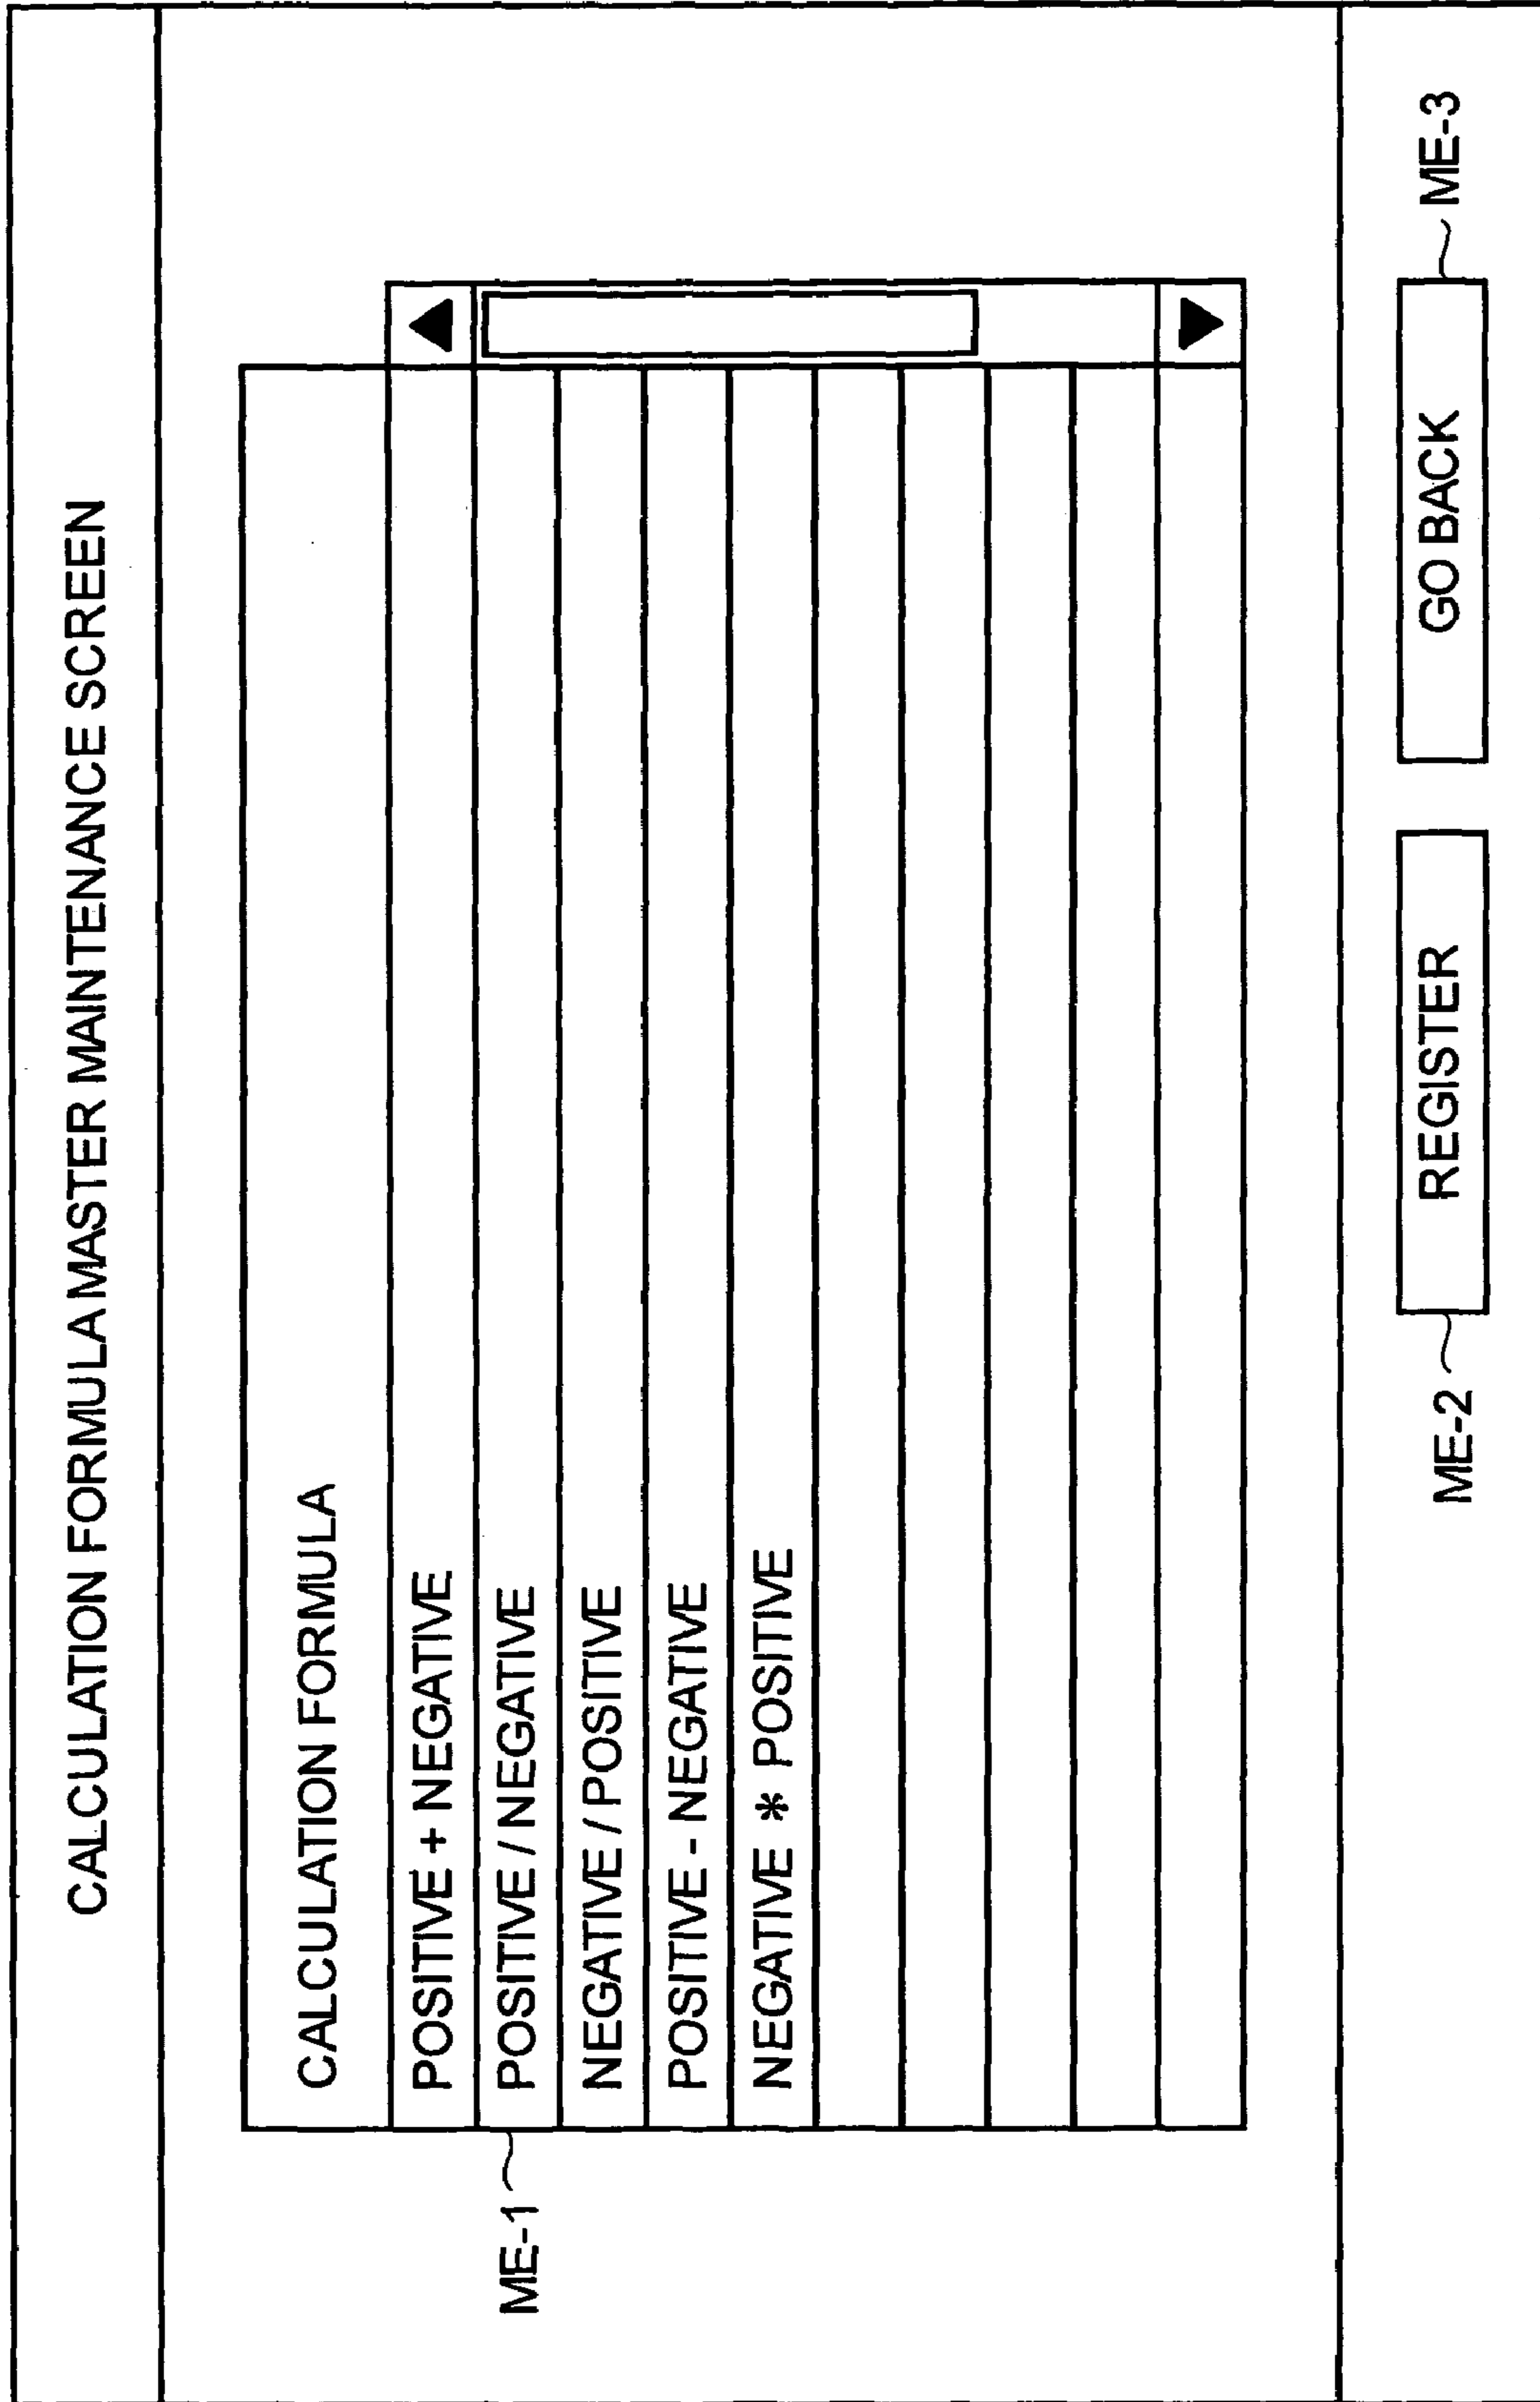 CALCULATION FORMULA MASTER MAINTENANCE SCREEN
CALCULATION FORMULA
POSITIVE + NEGATIVE
ME-1
POSITIVE / NEGATIVE
NEGATIVE / POSITIVE
POSITIVE - NEGATIVE
NEGATIVE * POSITIVE
ME-2 REGISTER GO BACK ME-3